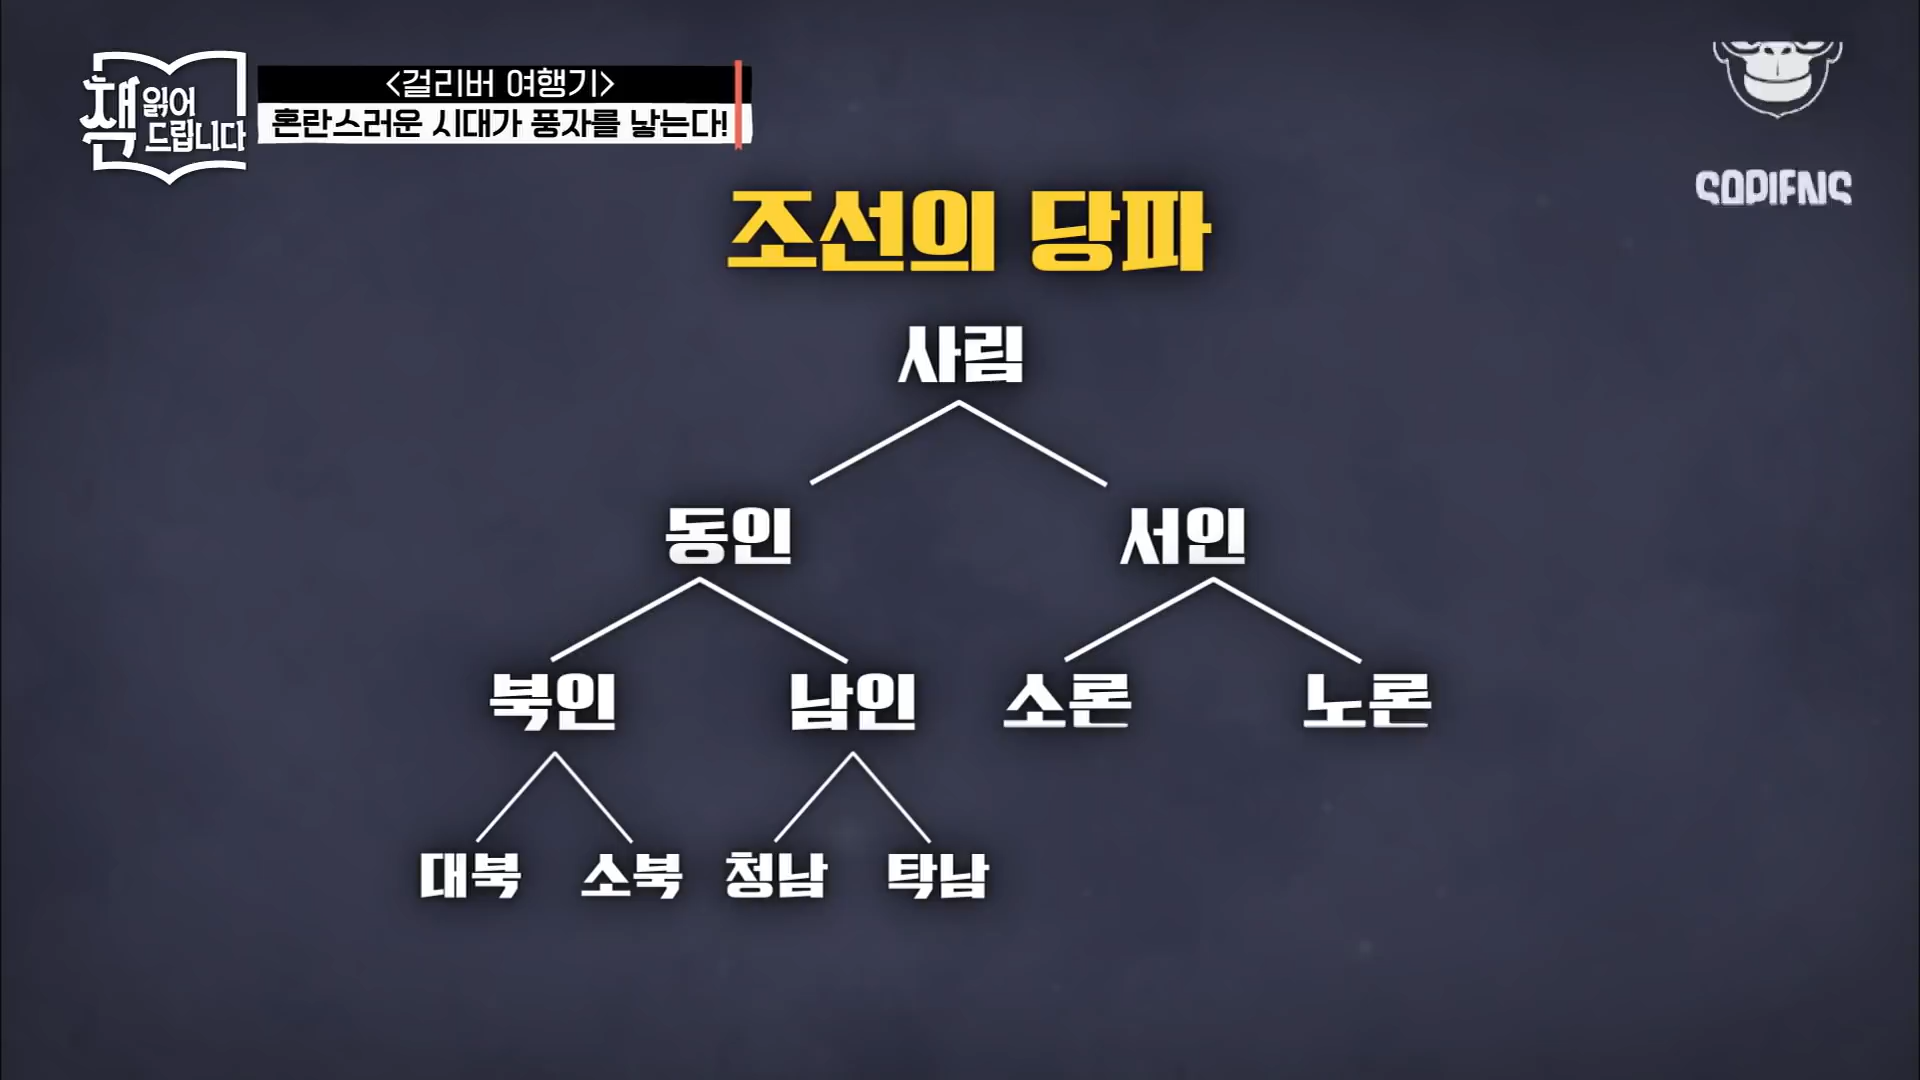 책 읽어 드립니다
<걸리버 여행기>
혼란스러운 시대가 풍자를 낳는다!
SAPIENS
조선의 당파
사림
동인 서인
북인 남인 소론 노론
대북 소북 청남 탁남